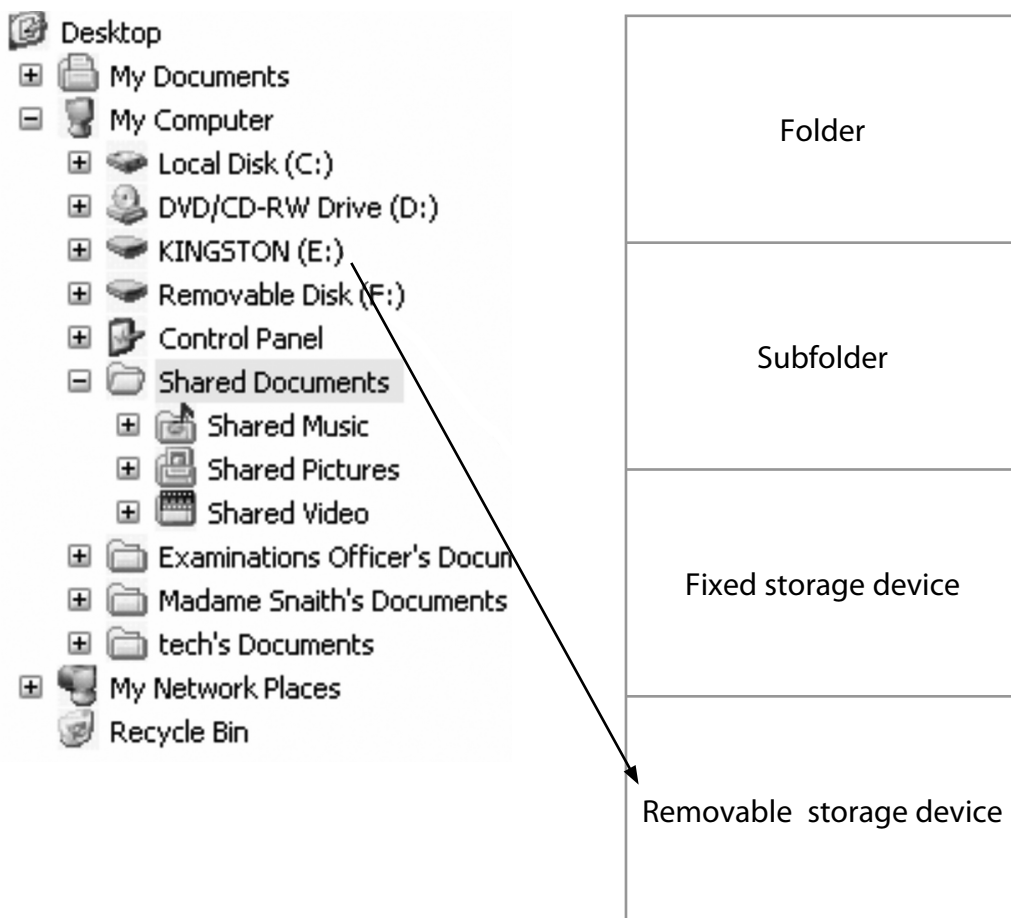 Desktop
My Documents
My Computer
Local Disk (C:)
DVD/CD-RW Drive (D:)
KINGSTON (E:)
Removable Disk (F:)
Control Panel
Shared Documents
Shared Music
Shared Pictures
Shared Video
Examinations Officer's Docum
Madame Snaith's Documents
tech's Documents
My Network Places
Recycle Bin
Folder
Subfolder
Fixed storage device
Removable storage device